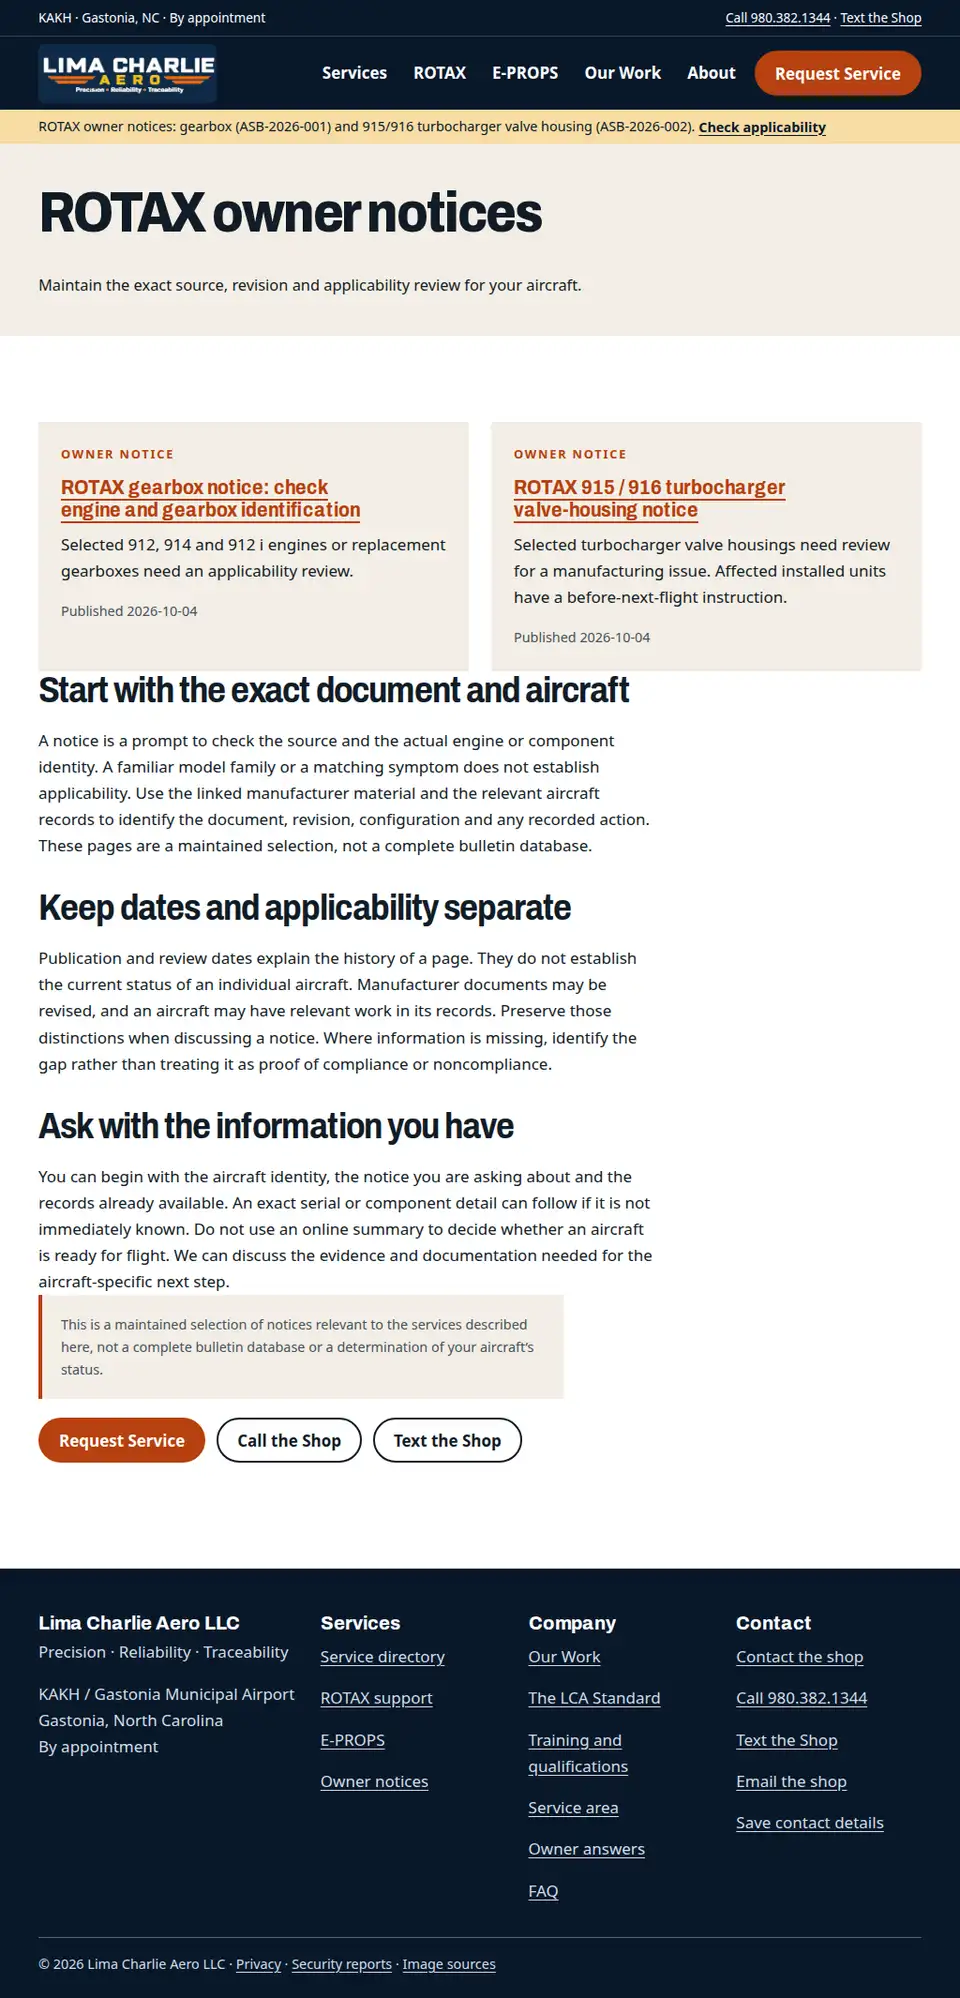 KAKH · Gastonia, NC · By appointment
Call 980.382.1344 · Text the Shop
LIMA CHARLIE
AERO
Precision • Reliability • Traceability
Services
ROTAX
E-PROPS
Our Work
About
Request Service
ROTAX owner notices: gearbox (ASB-2026-001) and 915/916 turbocharger valve housing (ASB-2026-002). Check applicability
ROTAX owner notices
Maintain the exact source, revision and applicability review for your aircraft.
OWNER NOTICE
ROTAX gearbox notice: check
engine and gearbox identification
Selected 912, 914 and 912 i engines or replacement
gearboxes need an applicability review.
Published 2026-10-04
OWNER NOTICE
ROTAX 915 / 916 turbocharger
valve-housing notice
Selected turbocharger valve housings need review
for a manufacturing issue. Affected installed units
have a before-next-flight instruction.
Published 2026-10-04
Start with the exact document and aircraft
A notice is a prompt to check the source and the actual engine or component
identity. A familiar model family or a matching symptom does not establish
applicability. Use the linked manufacturer material and the relevant aircraft
records to identify the document, revision, configuration and any recorded action.
These pages are a maintained selection, not a complete bulletin database.
Keep dates and applicability separate
Publication and review dates explain the history of a page. They do not establish
the current status of an individual aircraft. Manufacturer documents may be
revised, and an aircraft may have relevant work in its records. Preserve those
distinctions when discussing a notice. Where information is missing, identify the
gap rather than treating it as proof of compliance or noncompliance.
Ask with the information you have
You can begin with the aircraft identity, the notice you are asking about and the
records already available. An exact serial or component detail can follow if it is not
immediately known. Do not use an online summary to decide whether an aircraft
is ready for flight. We can discuss the evidence and documentation needed for the
aircraft-specific next step.
This is a maintained selection of notices relevant to the services described
here, not a complete bulletin database or a determination of your aircraft's
status.
Request Service
Call the Shop
Text the Shop
Lima Charlie Aero LLC
Precision · Reliability · Traceability
KAKH / Gastonia Municipal Airport
Gastonia, North Carolina
By appointment
Services
Service directory
ROTAX support
E-PROPS
Owner notices
Company
Our Work
The LCA Standard
Training and
qualifications
Service area
Owner answers
FAQ
Contact
Contact the shop
Call 980.382.1344
Text the Shop
Email the shop
Save contact details
© 2026 Lima Charlie Aero LLC · Privacy · Security reports · Image sources